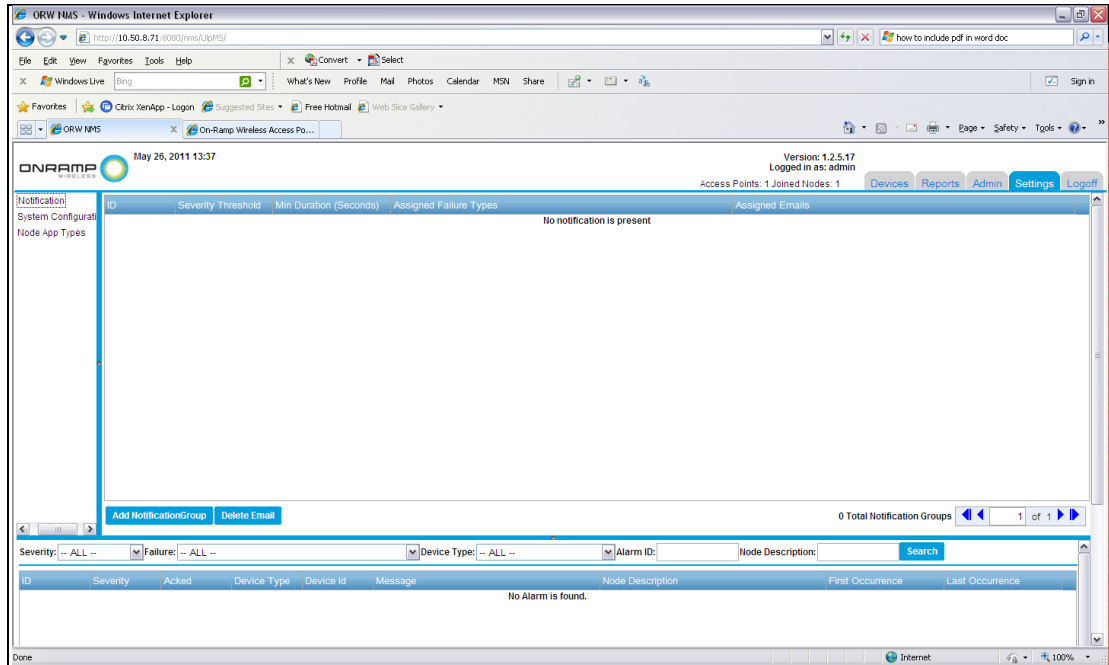 ORW NMS - Windows Internet Explorer
http://10.50.8.71:8080/nms/UlpMS/
how to include pdf in word doc
File Edit View Favorites Tools Help
x Convert Select
x Windows Live Bing What's New Profile Mail Photos Calendar MSN Share Sign in
Favorites Citrix XenApp - Logon Suggested Sites Free Hotmail Web Slice Gallery
ORW NMS x On-Ramp Wireless Access Po... Page Safety Tools »
ONRAMP
WIRELESS
May 26, 2011 13:37
Version: 1.2.5.17
Logged in as: admin
Access Points: 1 Joined Nodes: 1
Devices Reports Admin Settings Logoff
Notification
System Configurati
Node App Types
ID Severity Threshold Min Duration (Seconds) Assigned Failure Types Assigned Emails
No notification is present
Add NotificationGroup Delete Email
0 Total Notification Groups 1 of 1
Severity: -- ALL -- Failure: -- ALL -- Device Type: -- ALL -- Alarm ID: Node Description: Search
ID Severity Acked Device Type Device Id Message Node Description First Occurrence Last Occurrence
No Alarm is found.
Done Internet 100%